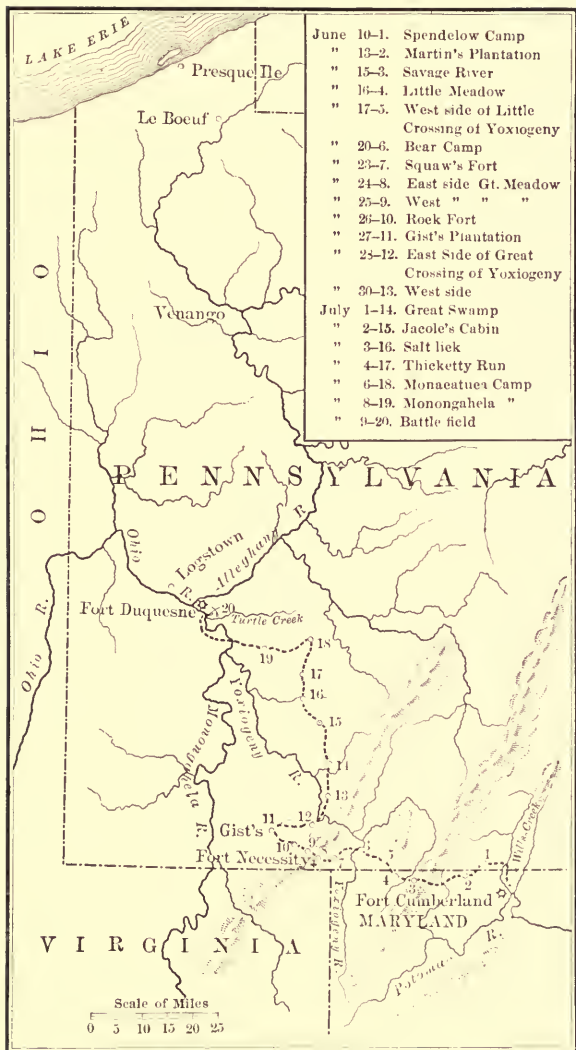 LAKE ERIE
Presque Ile
Le Boeuf
June 10–1. Spendelow Camp
" 13–2. Martin's Plantation
" 15–3. Savage River
" 16–4. Little Meadow
" 17–5. West side of Little
Crossing of Yoxiogeny
" 20–6. Bear Camp
" 23–7. Squaw's Fort
" 24–8. East side Gt. Meadow
" 25–9. West " " "
" 26–10. Rock Fort
" 27–11. Gist's Plantation
" 28–12. East Side of Great
Crossing of Yoxiogeny
" 30–13. West side
July 1–14. Great Swamp
" 2–15. Jacole's Cabin
" 3–16. Salt lick
" 4–17. Thicketty Run
" 6–18. Monacatuca Camp
" 8–19. Monongahela "
" 9–20. Battle field
Venango
OHIO
PENNSYLVANIA
Ohio R.
Logstown
Alleghany R.
Fort Duquesne
20
Turtle Creek
Ohio R.
19
18
17
16
15
Yoxiogeny R.
Monongahela R.
14
13
12
11
Gist's
10
9
Fort Necessity
5
4
3
2
1
Will's Creek
Fort Cumberland
MARYLAND
Yoxiogeny R.
Potomac R.
VIRGINIA
Scale of Miles
0 5 10 15 20 25